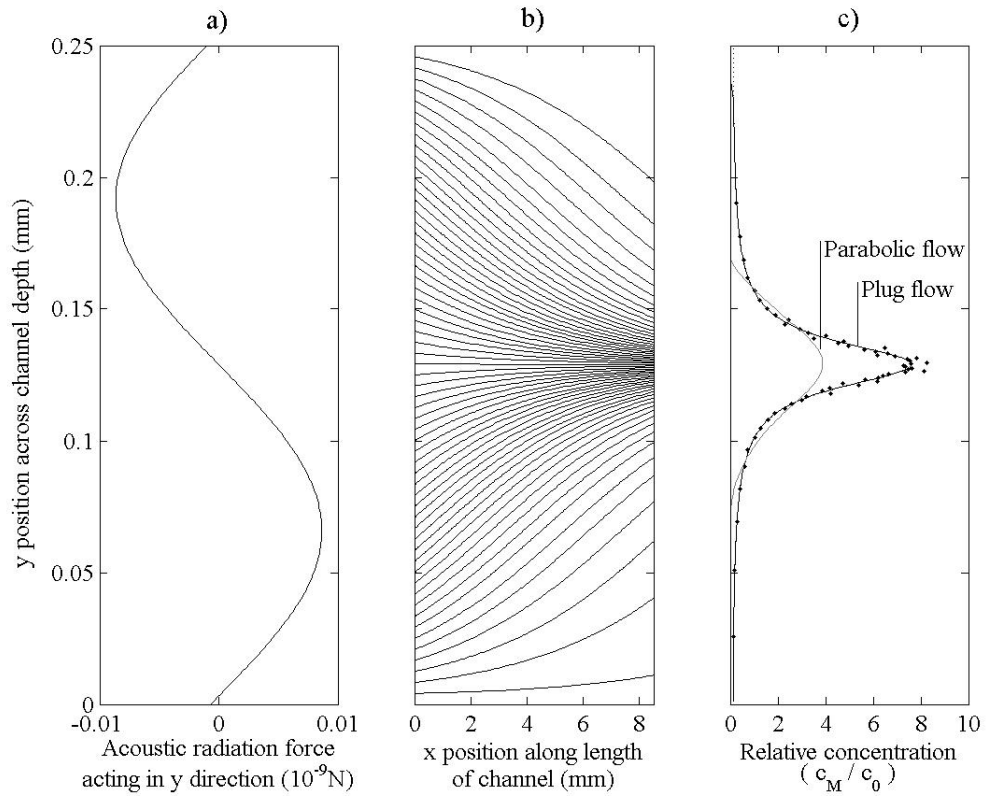 a)
b)
c)
y position across channel depth (mm)
0.25
0.2
0.15
0.1
0.05
0
-0.01 0 0.01
Acoustic radiation force
acting in y direction (10⁻⁹N)
0 2 4 6 8
x position along length
of channel (mm)
Parabolic flow
Plug flow
0 2 4 6 8 10
Relative concentration
( c_M / c_0 )